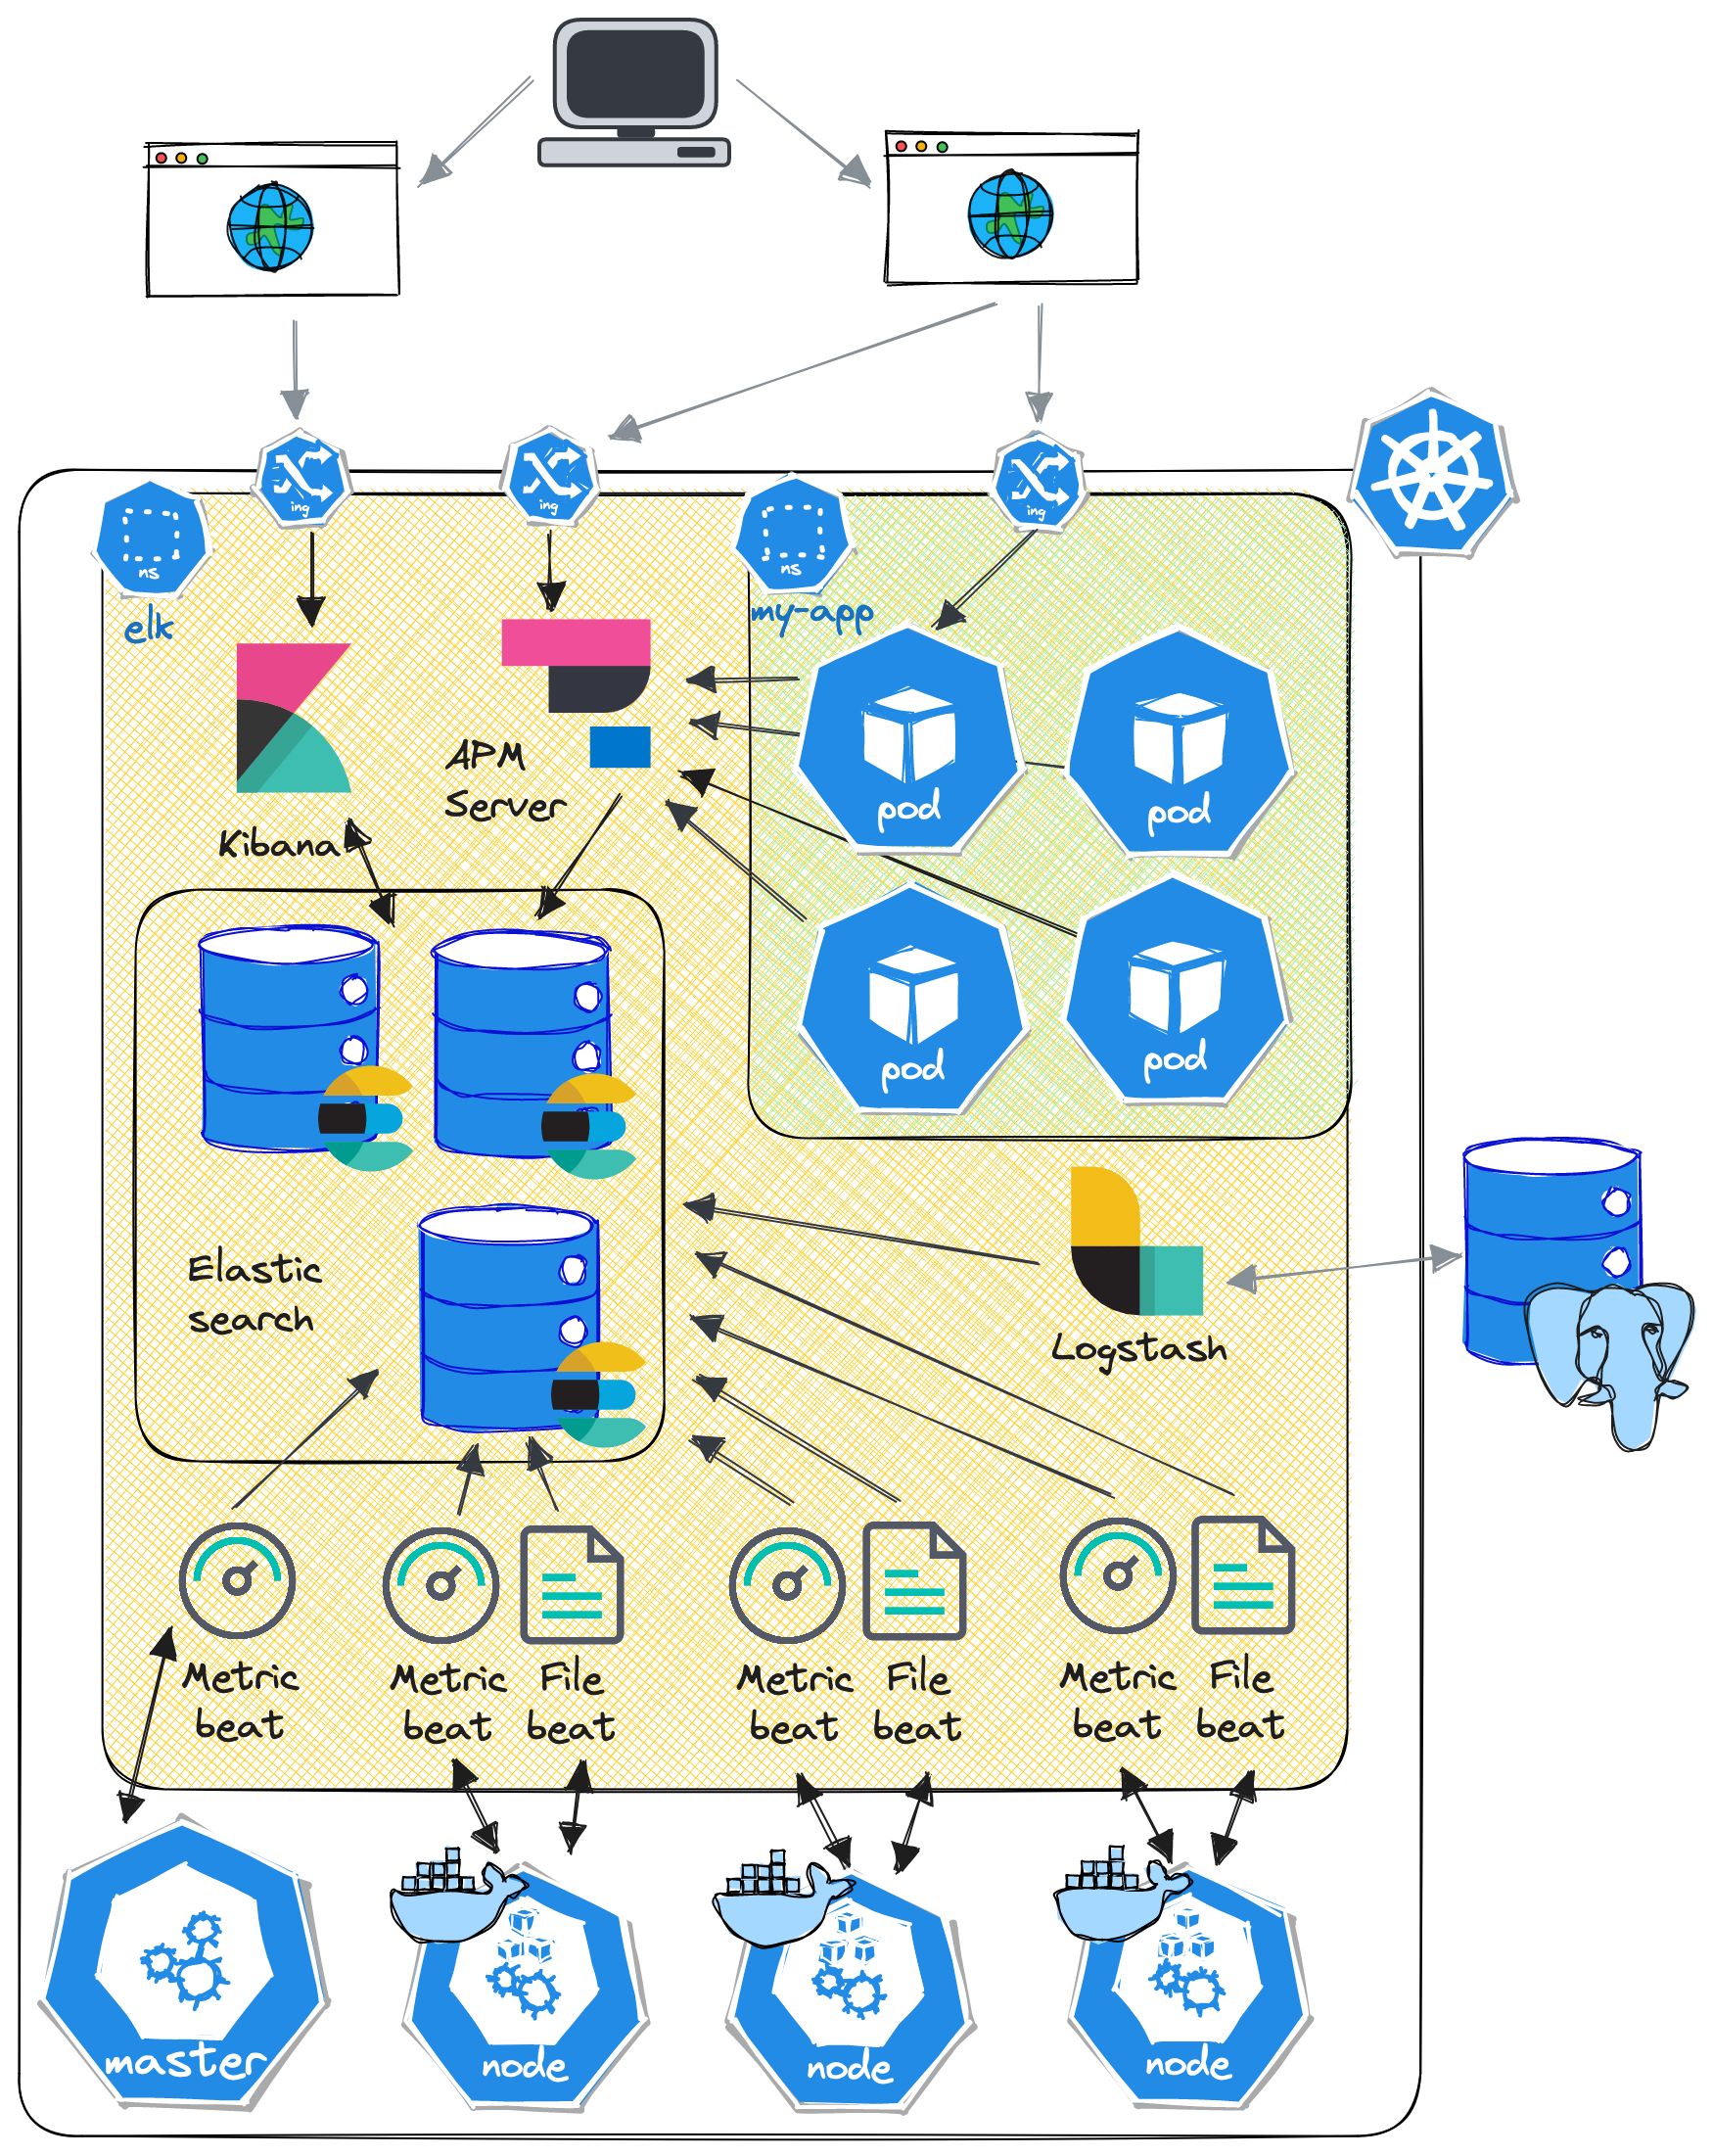 ing
ing
ing
ns
elk
ns
my-app
Kibana
APM
Server
pod
pod
pod
pod
Elastic
search
Logstash
Metric
beat
Metric
beat
File
beat
Metric
beat
File
beat
Metric
beat
File
beat
master
node
node
node